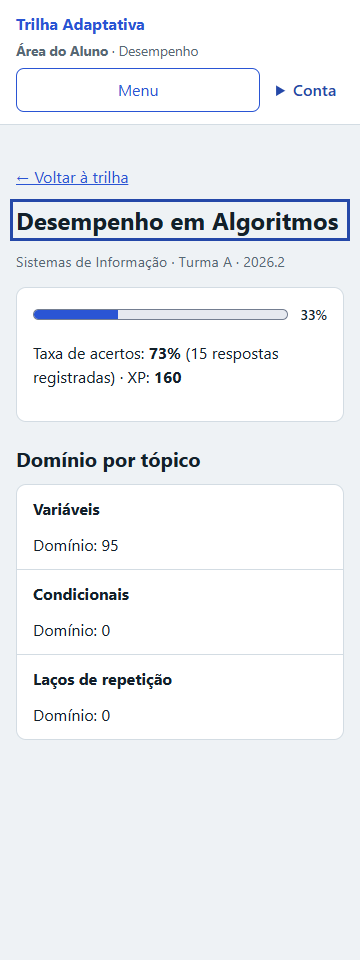 Trilha Adaptativa
Área do Aluno · Desempenho
Menu
▶ Conta
← Voltar à trilha
Desempenho em Algoritmos
Sistemas de Informação · Turma A · 2026.2
33%
Taxa de acertos: 73% (15 respostas
registradas) · XP: 160
Domínio por tópico
Variáveis
Domínio: 95
Condicionais
Domínio: 0
Laços de repetição
Domínio: 0